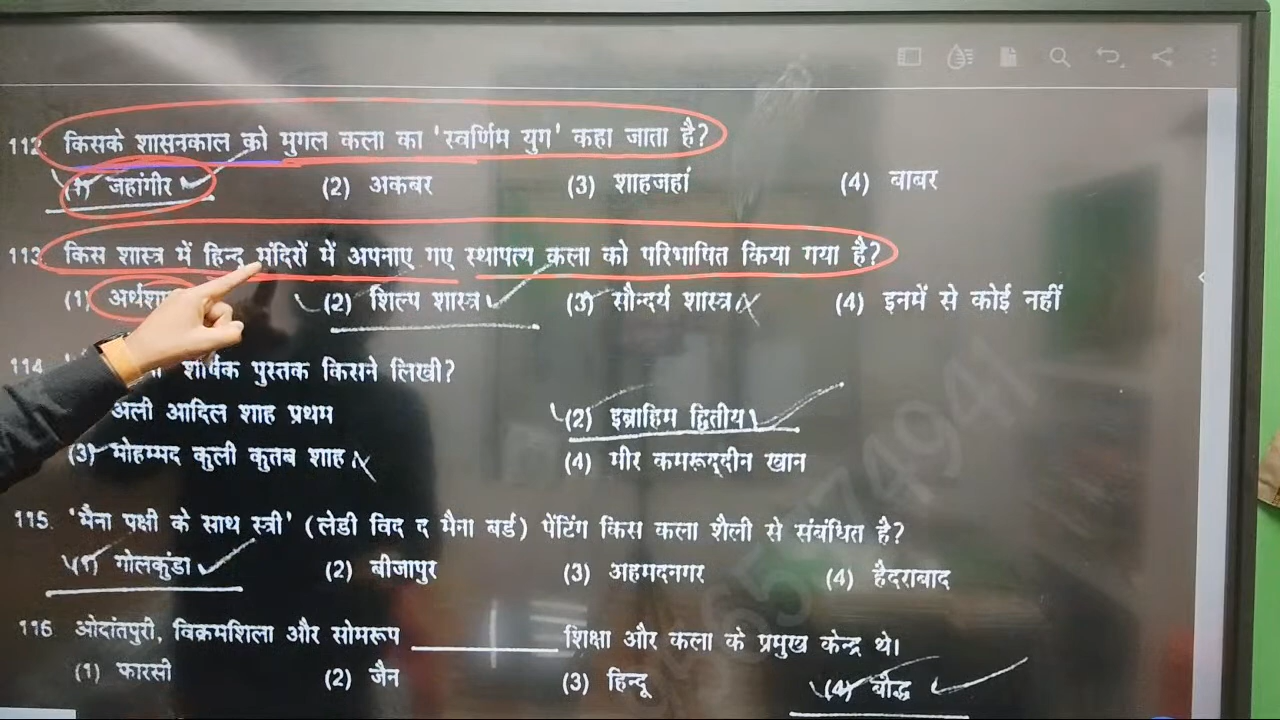 112 किसके शासनकाल को मुगल कला का 'स्वर्णिम युग' कहा जाता है?
(1) जहांगीर (2) अकबर (3) शाहजहां (4) बाबर
113 किस शास्त्र में हिन्दू मंदिरों में अपनाए गए स्थापत्य कला को परिभाषित किया गया है?
(1) (2) शिल्प शास्त्र (3) सौन्दर्य शास्त्र (4) इनमें से कोई नहीं
114. शीर्षक पुस्तक किसने लिखी?
अली आदिल शाह प्रथम (2) इब्राहिम द्वितीय
(3) मोहम्मद कुली कुतब शाह (4) मीर कमरूद्दीन खान
115. 'मैना पक्षी के साथ स्त्री' (लेडी विद द मैना बर्ड) पेंटिंग किस कला शैली से संबंधित है?
(1) गोलकुंडा (2) बीजापुर (3) अहमदनगर (4) हैदराबाद
116 ओदांतपुरी, विक्रमशिला और सोमरूप ________ शिक्षा और कला के प्रमुख केन्द्र थे।
(1) फारसी (2) जैन (3) हिन्दू (4) बौद्ध